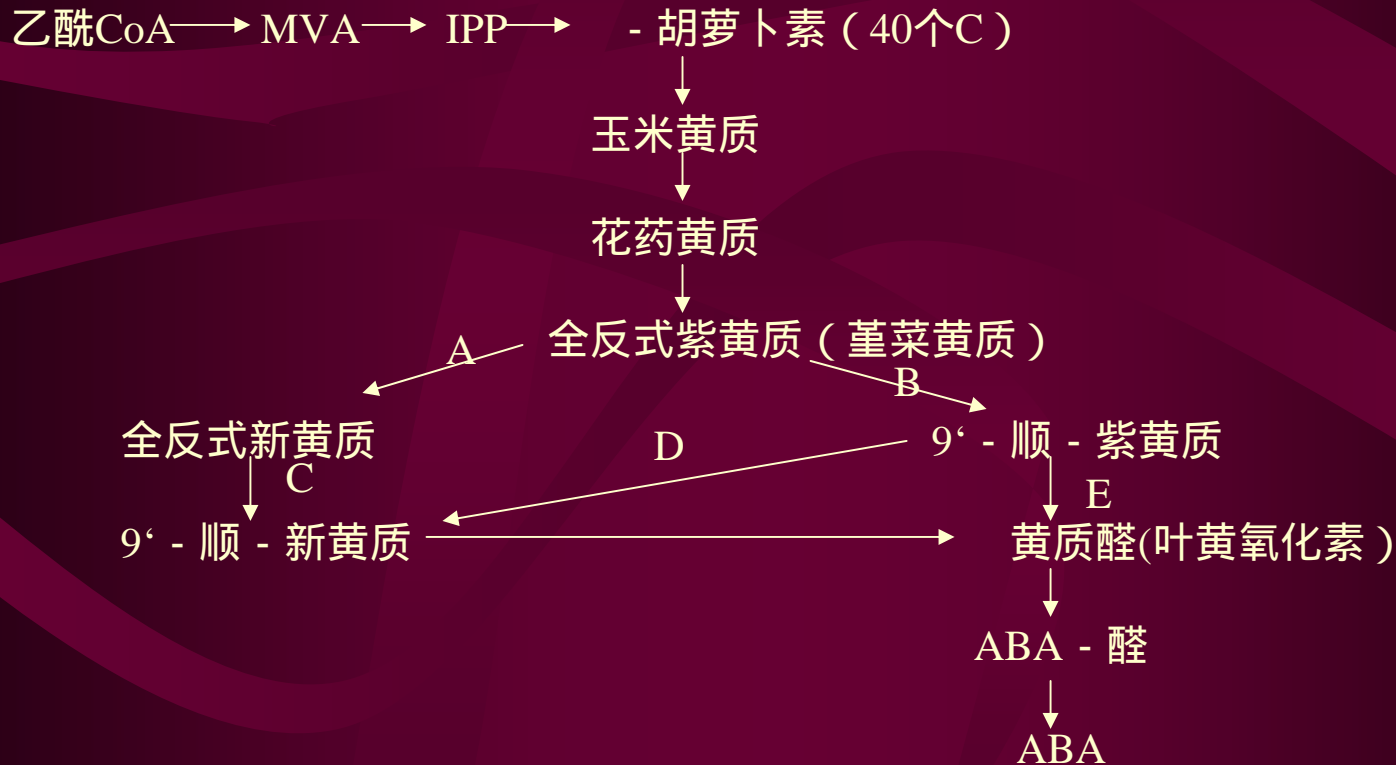 乙酰CoA MVA IPP - 胡萝卜素（40个C）
玉米黄质
花药黄质
全反式紫黄质（堇菜黄质）
A
B
全反式新黄质
D
9‘ - 顺 - 紫黄质
C
E
9‘ - 顺 - 新黄质
黄质醛(叶黄氧化素）
ABA - 醛
ABA